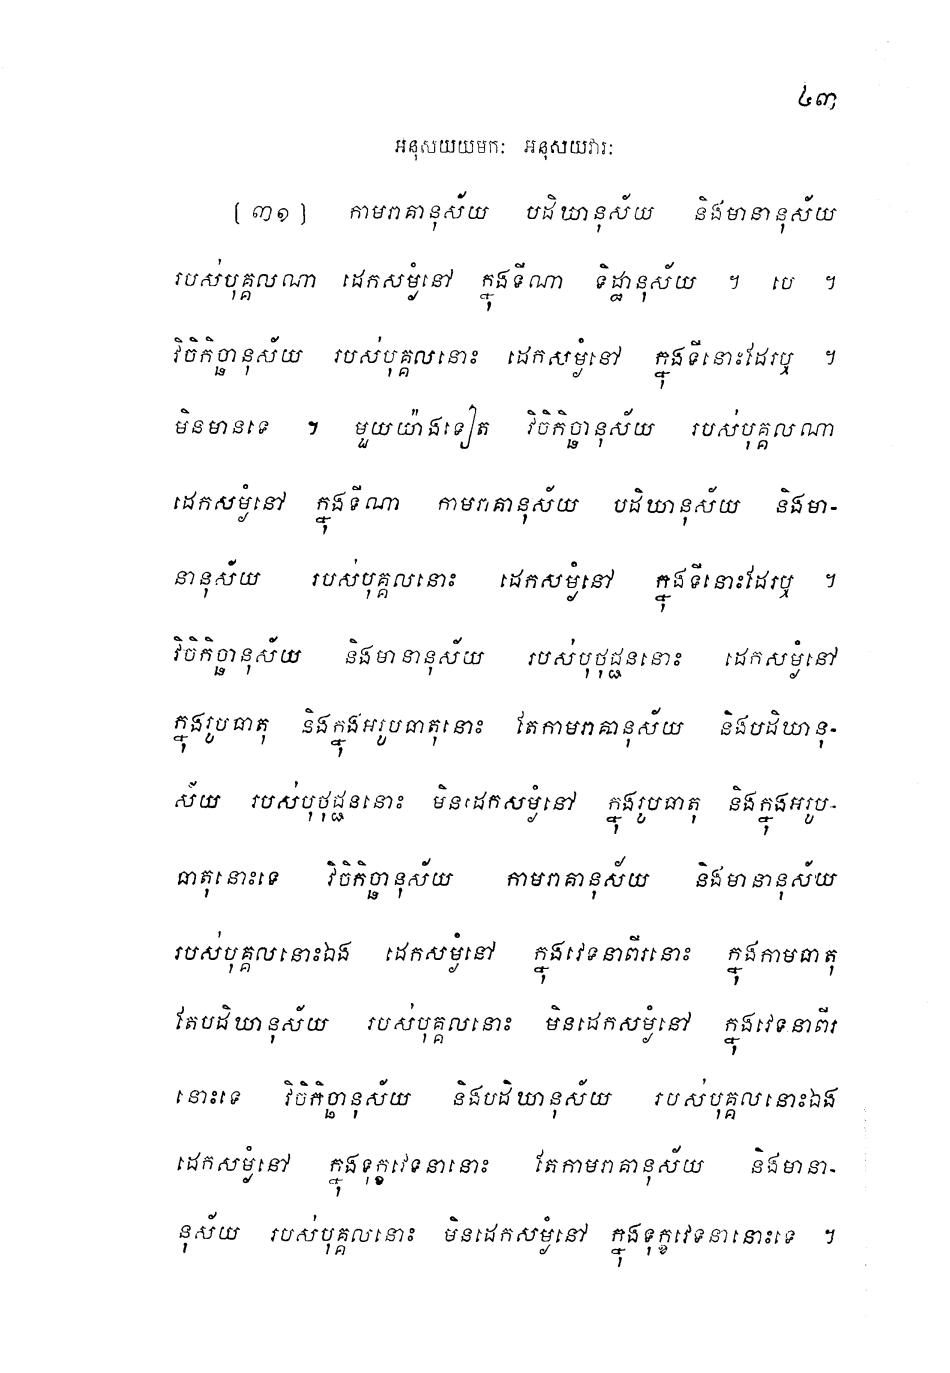 ៤៣
អនុសយយមកៈ អនុសយវារៈ
(៣១) កាមរាគានុស័យ បដិឃានុស័យ និងមានានុស័យ
របស់បុគ្គលណា ដេកសម្ងំនៅ ក្នុងទីណា ទិដ្ឋានុស័យ ។ បេ ។
វិចិកិច្ឆានុស័យ របស់បុគ្គលនោះ ដេកសម្ងំនៅ ក្នុងទីនោះដែរឬ ។
មិនមានទេ ។ មួយយ៉ាងទៀត វិចិកិច្ឆានុស័យ របស់បុគ្គលណា
ដេកសម្ងំនៅ ក្នុងទីណា កាមរាគានុស័យ បដិឃានុស័យ និងមា-
នានុស័យ របស់បុគ្គលនោះ ដេកសម្ងំនៅ ក្នុងទីនោះដែរឬ ។
វិចិកិច្ឆានុស័យ និងមានានុស័យ របស់បុថុជ្ជននោះ ដេកសម្ងំនៅ
ក្នុងរូបធាតុ និងក្នុងអរូបធាតុនោះ តែកាមរាគានុស័យ និងបដិឃានុ-
ស័យ របស់បុថុជ្ជននោះ មិនដេកសម្ងំនៅ ក្នុងរូបធាតុ និងក្នុងអរូប-
ធាតុនោះទេ វិចិកិច្ឆានុស័យ កាមរាគានុស័យ និងមានានុស័យ
របស់បុគ្គលនោះឯង ដេកសម្ងំនៅ ក្នុងវេទនាពីរនោះ ក្នុងកាមធាតុ
តែបដិឃានុស័យ របស់បុគ្គលនោះ មិនដេកសម្ងំនៅ ក្នុងវេទនាពីរ
នោះទេ វិចិកិច្ឆានុស័យ និងបដិឃានុស័យ របស់បុគ្គលនោះឯង
ដេកសម្ងំនៅ ក្នុងទុក្ខវេទនានោះ តែកាមរាគានុស័យ និងមានា-
នុស័យ របស់បុគ្គលនោះ មិនដេកសម្ងំនៅ ក្នុងទុក្ខវេទនានោះទេ ។